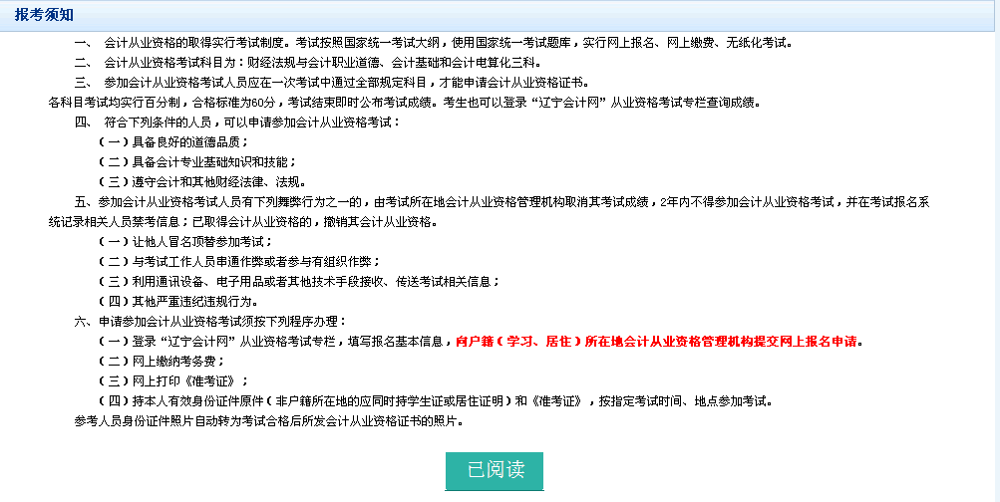 报考须知
一、 会计从业资格的取得实行考试制度。考试按照国家统一考试大纲，使用国家统一考试题库，实行网上报名、网上缴费、无纸化考试。
二、 会计从业资格考试科目为：财经法规与会计职业道德、会计基础和会计电算化三科。
三、 参加会计从业资格考试人员应在一次考试中通过全部规定科目，才能申请会计从业资格证书。
各科目考试均实行百分制，合格标准为60分，考试结束即时公布考试成绩。考生也可以登录“辽宁会计网”从业资格考试专栏查询成绩。
四、 符合下列条件的人员，可以申请参加会计从业资格考试：
（一）具备良好的道德品质；
（二）具备会计专业基础知识和技能；
（三）遵守会计和其他财经法律、法规。
五、参加会计从业资格考试人员有下列舞弊行为之一的，由考试所在地会计从业资格管理机构取消其考试成绩，2年内不得参加会计从业资格考试，并在考试报名系
统记录相关人员禁考信息；已取得会计从业资格的，撤销其会计从业资格。
（一）让他人冒名顶替参加考试；
（二）与考试工作人员串通作弊或者参与有组织作弊；
（三）利用通讯设备、电子用品或者其他技术手段接收、传送考试相关信息；
（四）其他严重违纪违规行为。
六、申请参加会计从业资格考试须按下列程序办理：
（一）登录“辽宁会计网”从业资格考试专栏，填写报名基本信息，向户籍（学习、居住）所在地会计从业资格管理机构提交网上报名申请。
（二）网上缴纳考务费；
（三）网上打印《准考证》；
（四）持本人有效身份证件原件（非户籍所在地的应同时持学生证或居住证明）和《准考证》，按指定考试时间、地点参加考试。
参考人员身份证件照片自动转为考试合格后所发会计从业资格证书的照片。
已阅读